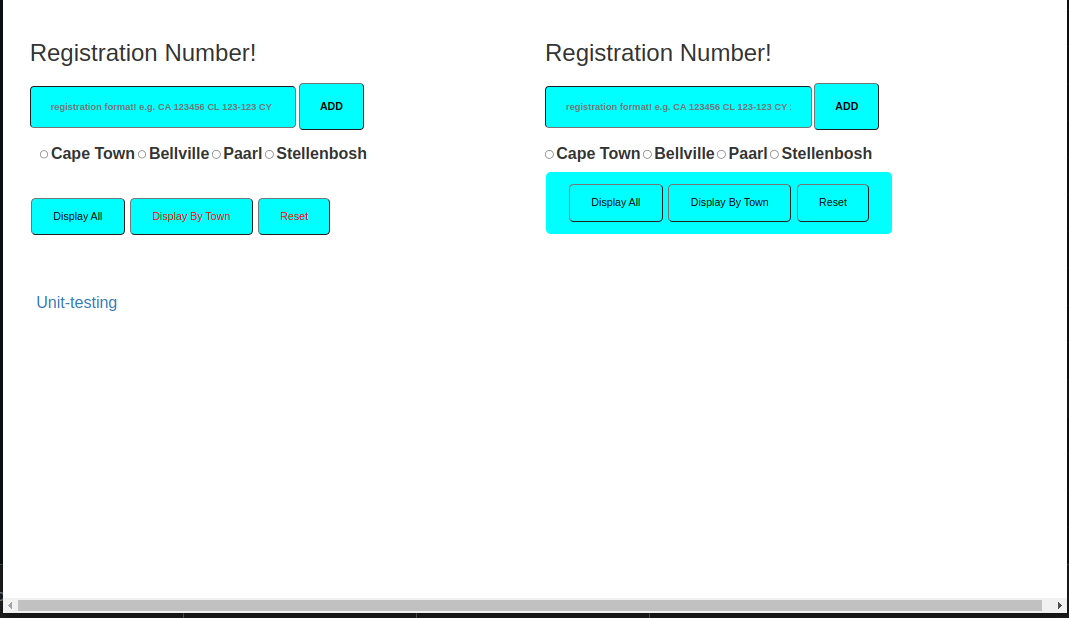 Registration Number!
registration format! e.g. CA 123456 CL 123-123 CY
ADD
Cape Town Bellville Paarl Stellenbosh
Display All Display By Town Reset
Unit-testing
Registration Number!
registration format! e.g. CA 123456 CL 123-123 CY
ADD
Cape Town Bellville Paarl Stellenbosh
Display All Display By Town Reset